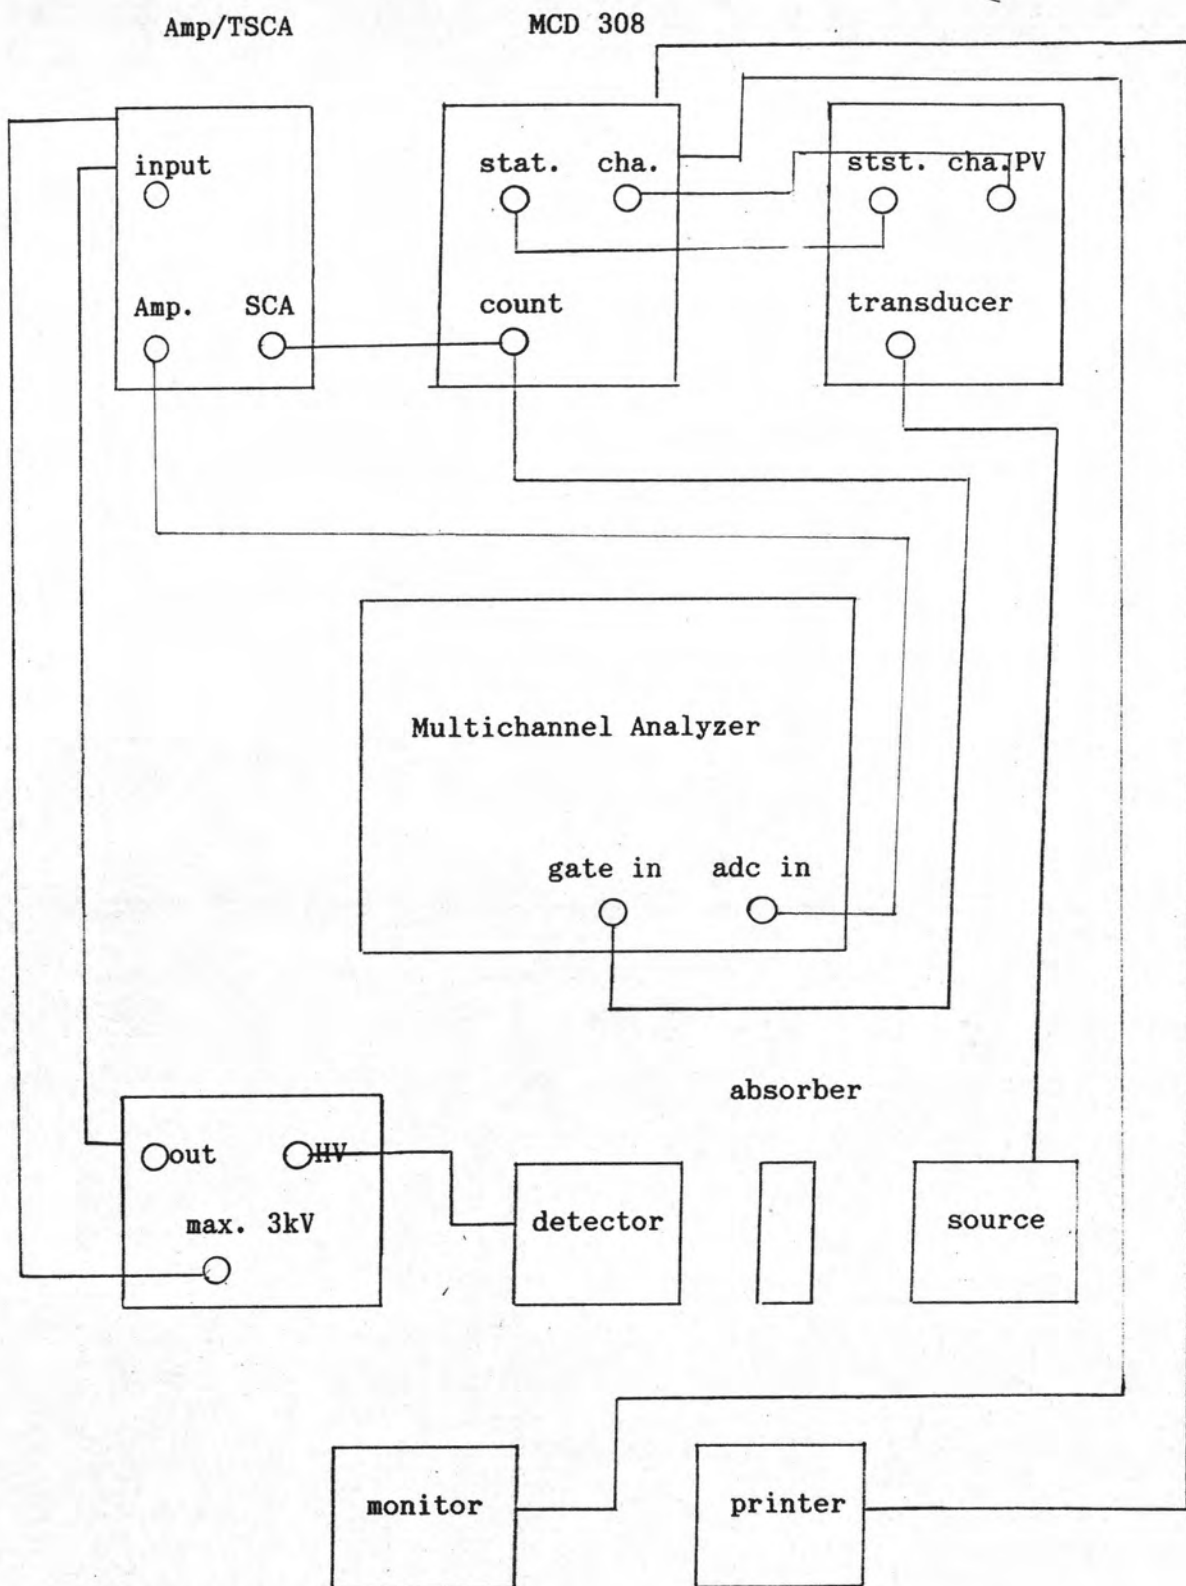 Amp/TSCA
MCD 308
input
stat. cha.
stst. cha.PV
Amp. SCA
count
transducer
Multichannel Analyzer
gate in adc in
absorber
out HV
max. 3kV
detector
source
monitor
printer